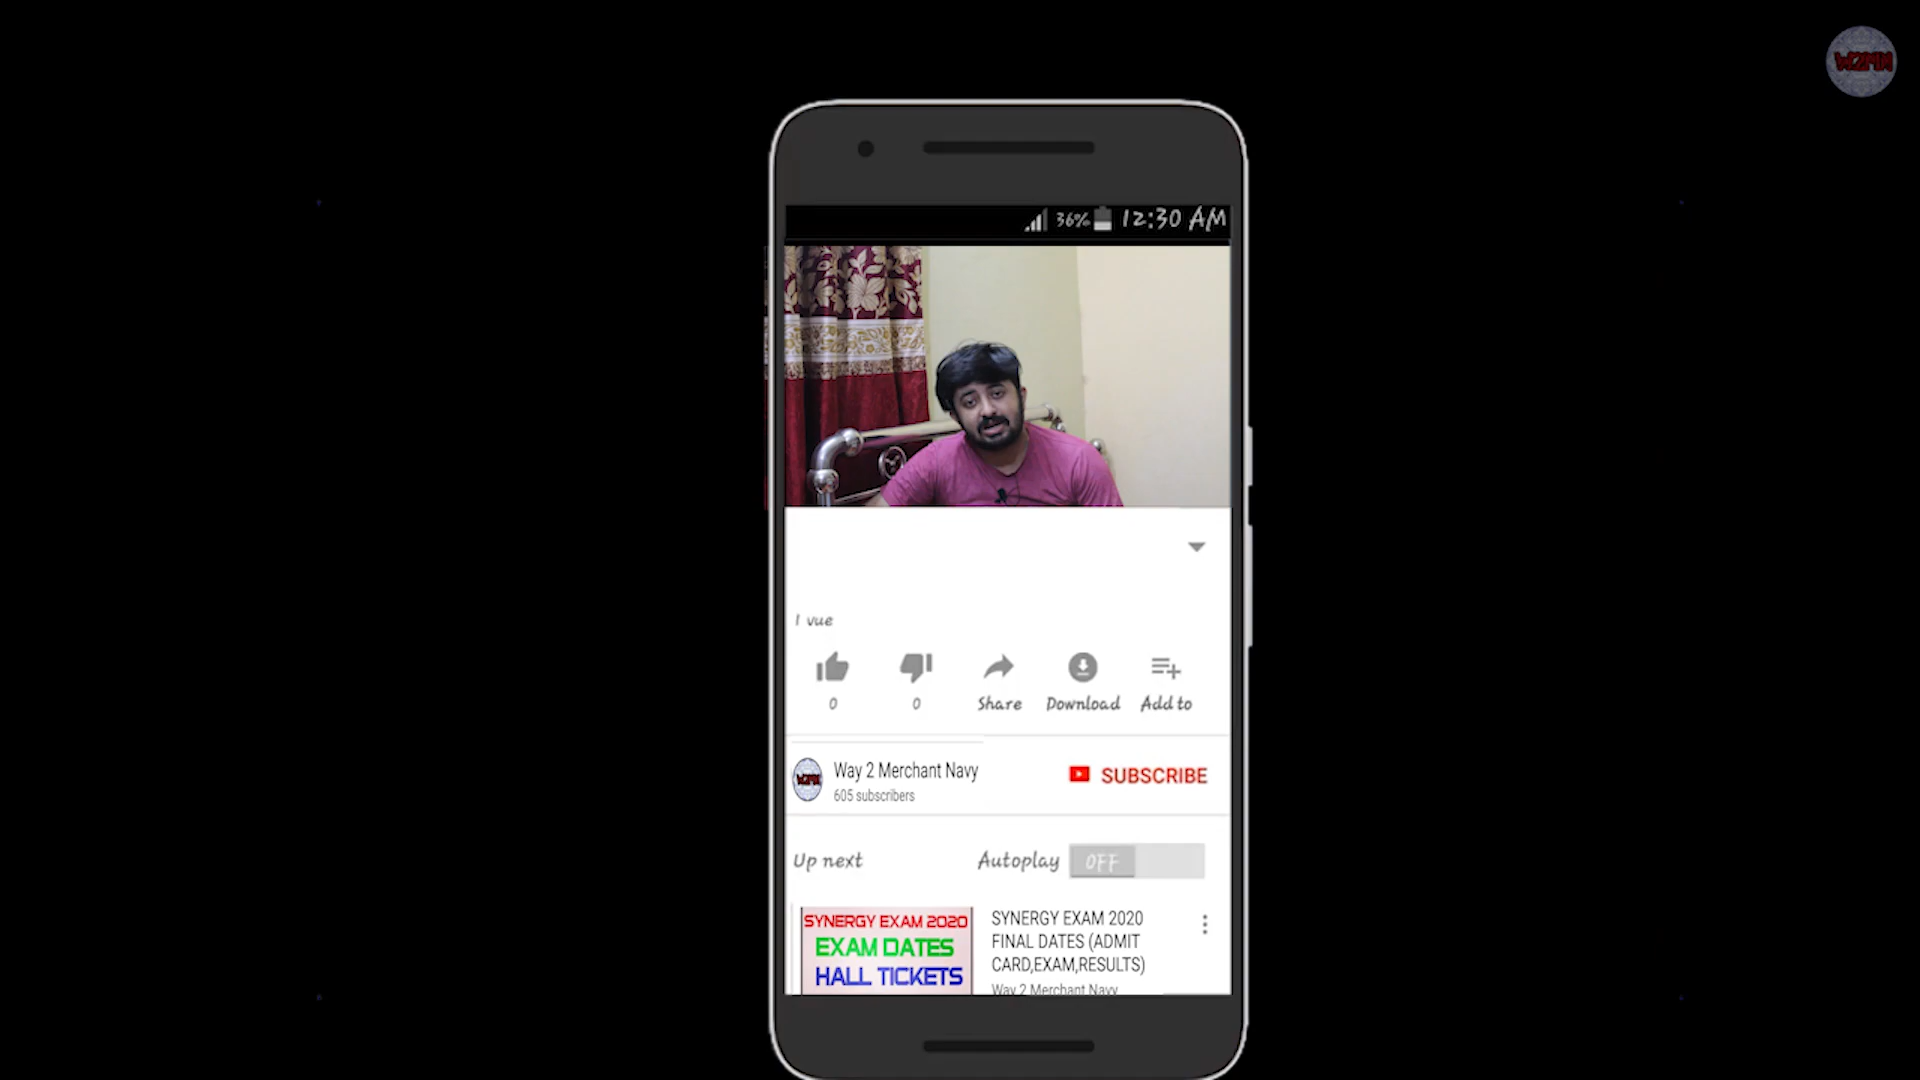 W2MN
36% 12:30 AM
1 vue
0
0
Share
Download
Add to
Way 2 Merchant Navy
605 subscribers
SUBSCRIBE
Up next
Autoplay
OFF
SYNERGY EXAM 2020
EXAM DATES
HALL TICKETS
SYNERGY EXAM 2020
FINAL DATES (ADMIT
CARD,EXAM,RESULTS)
Way 2 Merchant Navy